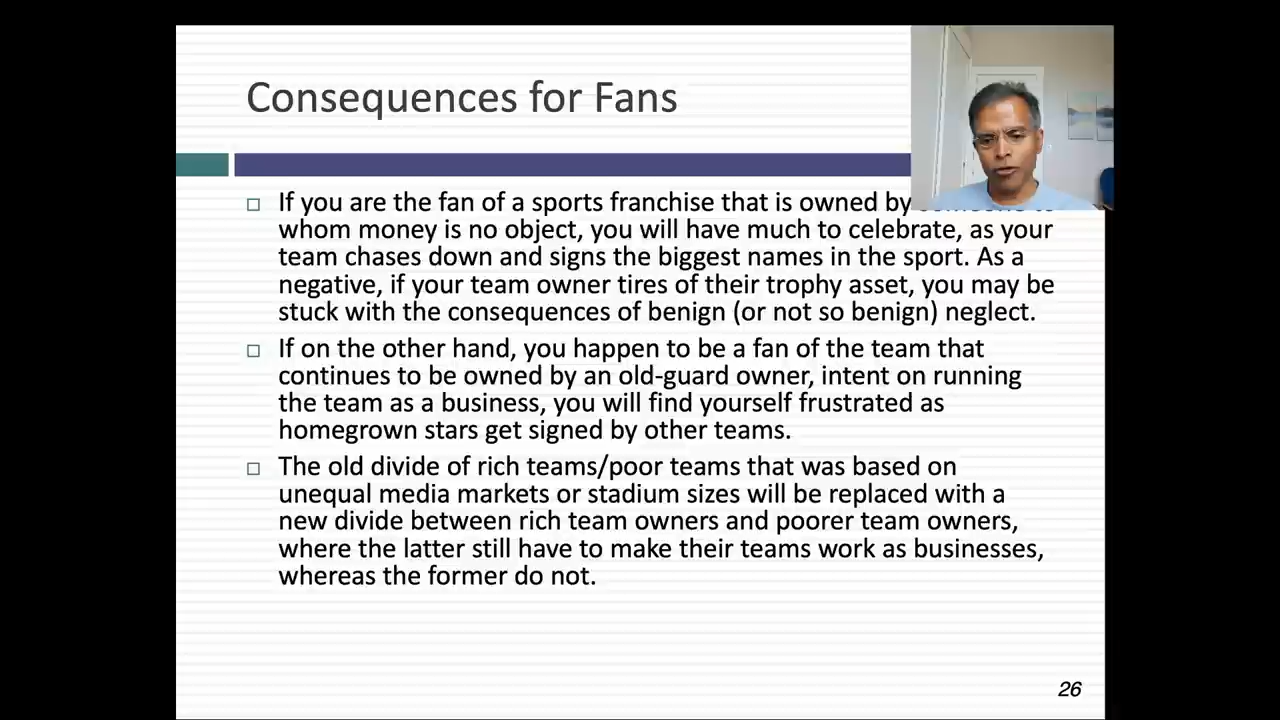 Consequences for Fans
□ If you are the fan of a sports franchise that is owned by
whom money is no object, you will have much to celebrate, as your
team chases down and signs the biggest names in the sport. As a
negative, if your team owner tires of their trophy asset, you may be
stuck with the consequences of benign (or not so benign) neglect.
□ If on the other hand, you happen to be a fan of the team that
continues to be owned by an old-guard owner, intent on running
the team as a business, you will find yourself frustrated as
homegrown stars get signed by other teams.
□ The old divide of rich teams/poor teams that was based on
unequal media markets or stadium sizes will be replaced with a
new divide between rich team owners and poorer team owners,
where the latter still have to make their teams work as businesses,
whereas the former do not.
26